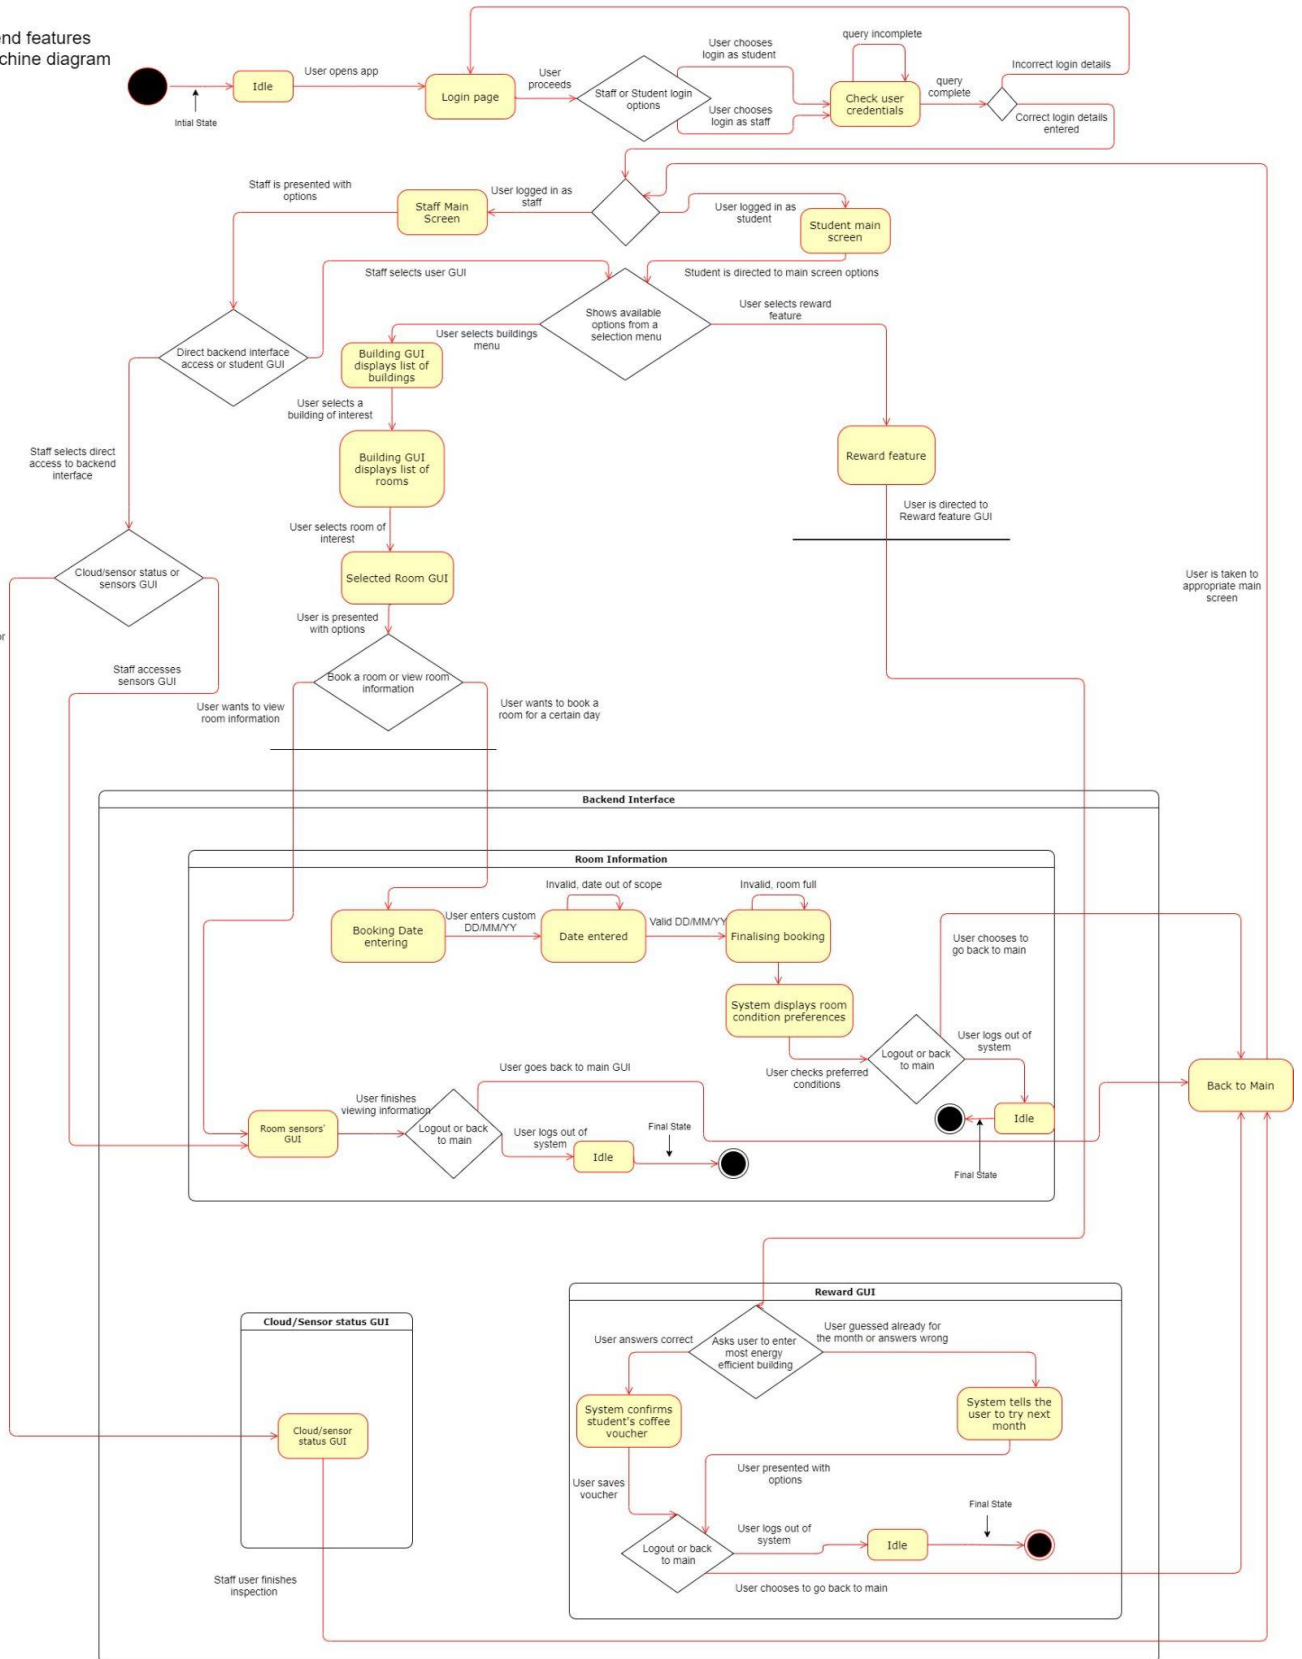 end features
chine diagram
Idle
User opens app
Intial State
Login page
User
proceeds
Staff or Student login
options
User chooses
login as student
User chooses
login as staff
query incomplete
Check user
credentials
query
complete
Incorrect login details
Correct login details
entered
Staff is presented with
options
Staff Main
Screen
User logged in as
staff
User logged in as
student
Student main
screen
Staff selects user GUI
Student is directed to main screen options
Direct backend interface
access or student GUI
User selects buildings
menu
Shows available
options from a
selection menu
User selects reward
feature
Building GUI
displays list of
buildings
User selects a
building of interest
Building GUI
displays list of
rooms
Reward feature
Staff selects direct
access to backend
interface
User selects room of
interest
User is directed to
Reward feature GUI
Cloud/sensor status or
sensors GUI
Selected Room GUI
User is taken to
appropriate main
screen
User is presented
with options
or
Staff accesses
sensors GUI
Book a room or view room
information
User wants to view
room information
User wants to book a
room for a certain day
Backend Interface
Room Information
Booking Date
entering
User enters custom
DD/MM/YY
Invalid, date out of scope
Date entered
Valid DD/MM/YY
Invalid, room full
Finalising booking
User chooses to
go back to main
System displays room
condition preferences
User checks preferred
conditions
Logout or back
to main
User logs out of
system
Back to Main
Idle
Final State
User goes back to main GUI
Room sensors'
GUI
User finishes
viewing information
Logout or back
to main
User logs out of
system
Idle
Final State
Reward GUI
Cloud/Sensor status GUI
User answers correct
Asks user to enter
most energy
efficient building
User guessed already for
the month or answers wrong
System confirms
student's coffee
voucher
System tells the
user to try next
month
Cloud/sensor
status GUI
User saves
voucher
User presented with
options
Logout or back
to main
User logs out of
system
Idle
Final State
User chooses to go back to main
Staff user finishes
inspection